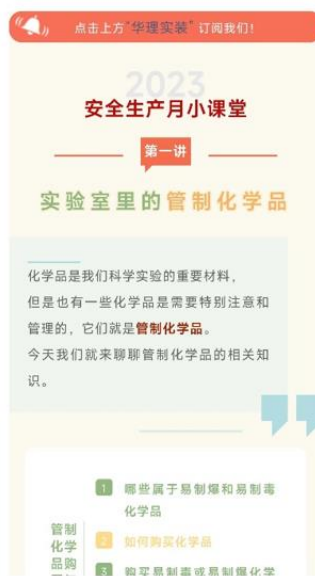 点击上方"华理实装"订阅我们!
2023
安全生产月小课堂
第一讲
实验室里的管制化学品
化学品是我们科学实验的重要材料，
但是也有一些化学品是需要特别注意和
管理的，它们就是管制化学品。
今天我们就来聊聊管制化学品的相关知
识。
管制
化学
品购
1 哪些属于易制爆和易制毒
化学品
2 如何购买化学品
3 购买易制毒或易制爆化学